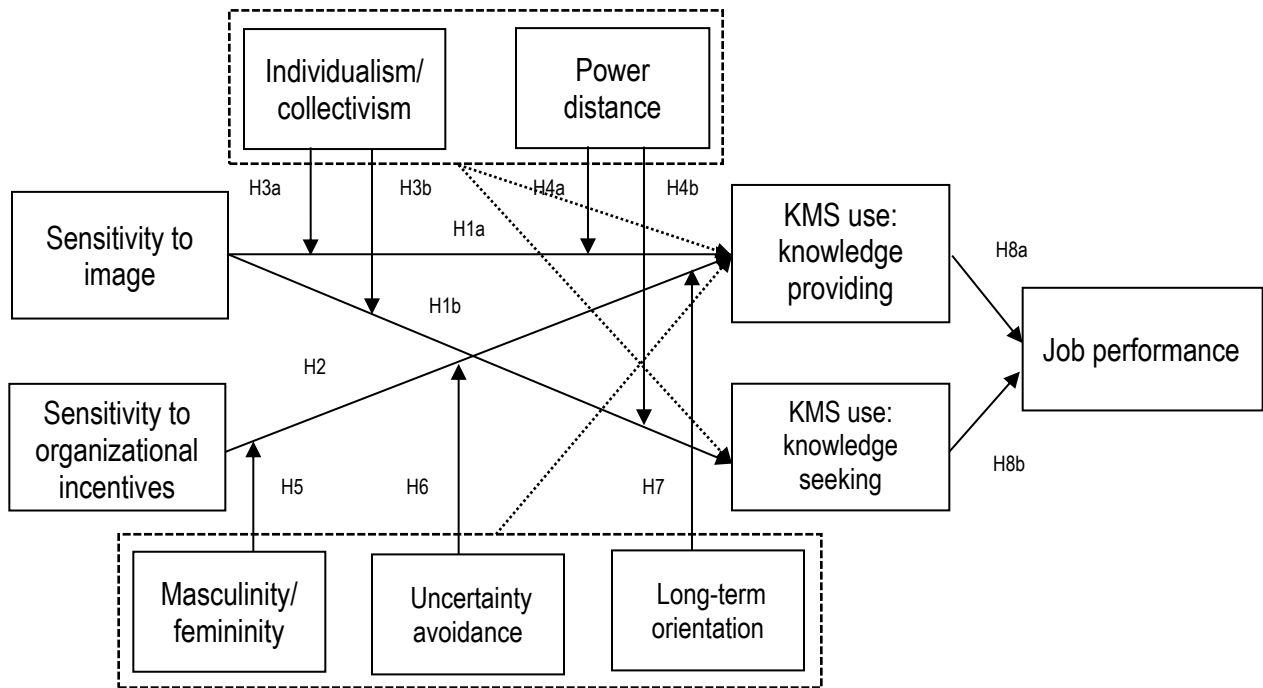 Individualism/
collectivism
Power
distance
H3a
H3b
H4a
H4b
Sensitivity to
image
H1a
KMS use:
knowledge
providing
H8a
H1b
Job performance
H2
Sensitivity to
organizational
incentives
KMS use:
knowledge
seeking
H8b
H5
H6
H7
Masculinity/
femininity
Uncertainty
avoidance
Long-term
orientation